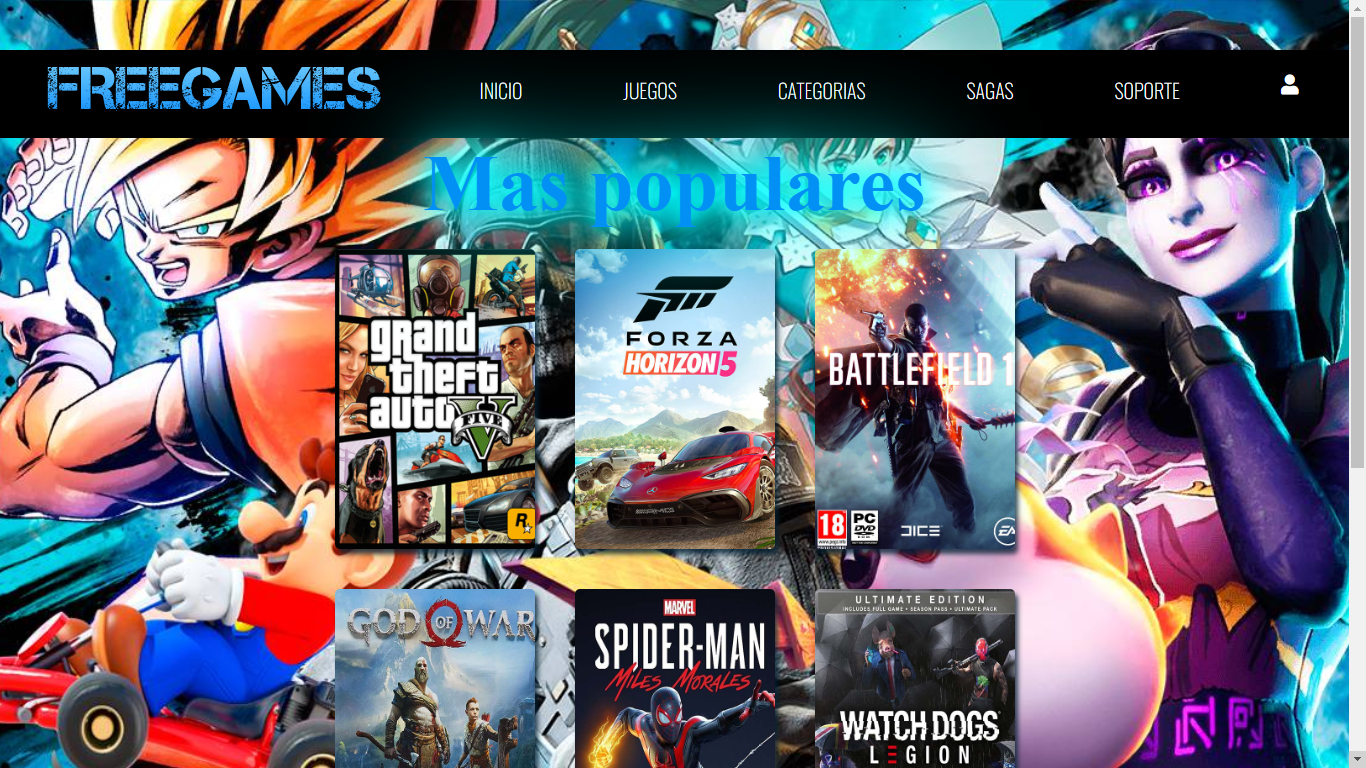 FREEGAMES
INICIO
JUEGOS
CATEGORIAS
SAGAS
SOPORTE
Mas populares
grand
theft
auto
V
FIVE
R
FORZA
HORIZON 5
BATTLEFIELD 1
18
PC
DVD
DICE
EA
GOD OF WAR
MARVEL
SPIDER-MAN
MILES MORALES
ULTIMATE EDITION
INCLUDES FULL GAME • SEASON PASS • ULTIMATE PACK
WATCH DOGS
LEGION